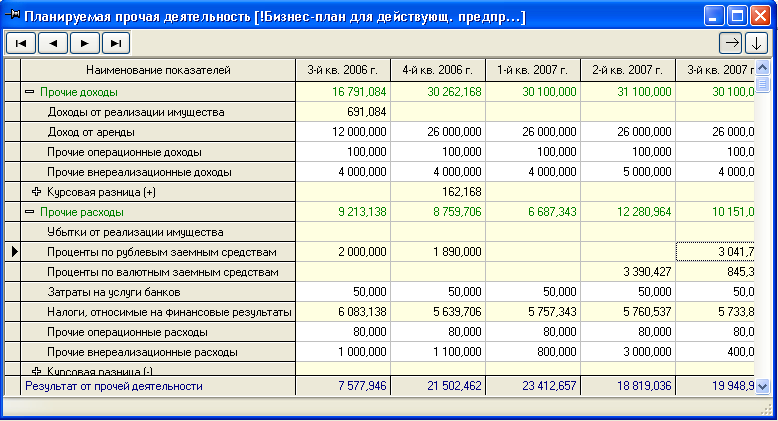 Планируемая прочая деятельность [!Бизнес-план для действующ. предпр...]
Наименование показателей 3-й кв. 2006 г. 4-й кв. 2006 г. 1-й кв. 2007 г. 2-й кв. 2007 г. 3-й кв. 2007 г.
Прочие доходы 16 791,084 30 262,168 30 100,000 31 100,000 30 100,0
Доходы от реализации имущества 691,084
Доход от аренды 12 000,000 26 000,000 26 000,000 26 000,000 26 000,0
Прочие операционные доходы 100,000 100,000 100,000 100,000 100,0
Прочие внереализационные доходы 4 000,000 4 000,000 4 000,000 5 000,000 4 000,0
Курсовая разница (+) 162,168
Прочие расходы 9 213,138 8 759,706 6 687,343 12 280,964 10 151,0
Убытки от реализации имущества
Проценты по рублевым заемным средствам 2 000,000 1 890,000 3 041,7
Проценты по валютным заемным средствам 3 390,427 845,3
Затраты на услуги банков 50,000 50,000 50,000 50,000 50,0
Налоги, относимые на финансовые результаты 6 083,138 5 639,706 5 757,343 5 760,537 5 733,8
Прочие операционные расходы 80,000 80,000 80,000 80,000 80,0
Прочие внереализационные расходы 1 000,000 1 100,000 800,000 3 000,000 400,0
Курсовая разница (-)
Результат от прочей деятельности 7 577,946 21 502,462 23 412,657 18 819,036 19 948,9